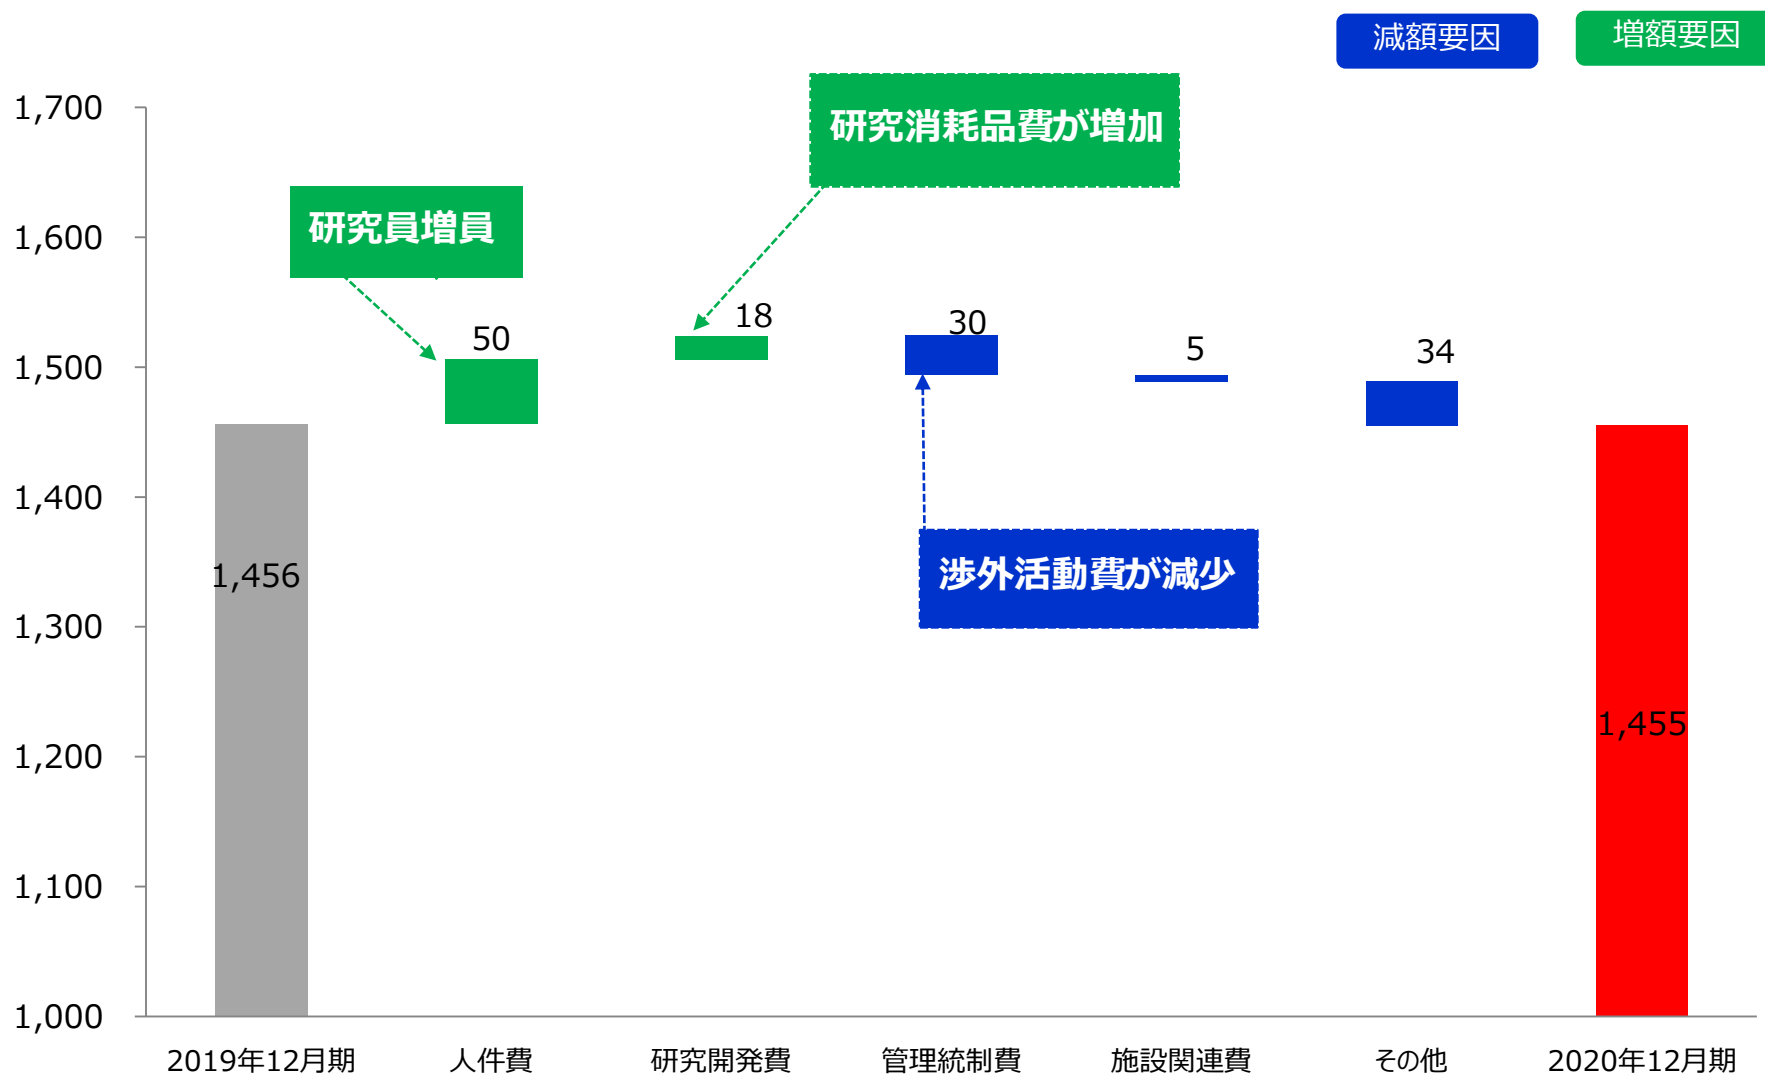 減額要因
増額要因
1,700
1,600
1,500
1,400
1,300
1,200
1,100
1,000
研究消耗品費が増加
研究員増員
50
18
30
5
34
渉外活動費が減少
1,456
1,455
2019年12月期
人件費
研究開発費
管理統制費
施設関連費
その他
2020年12月期